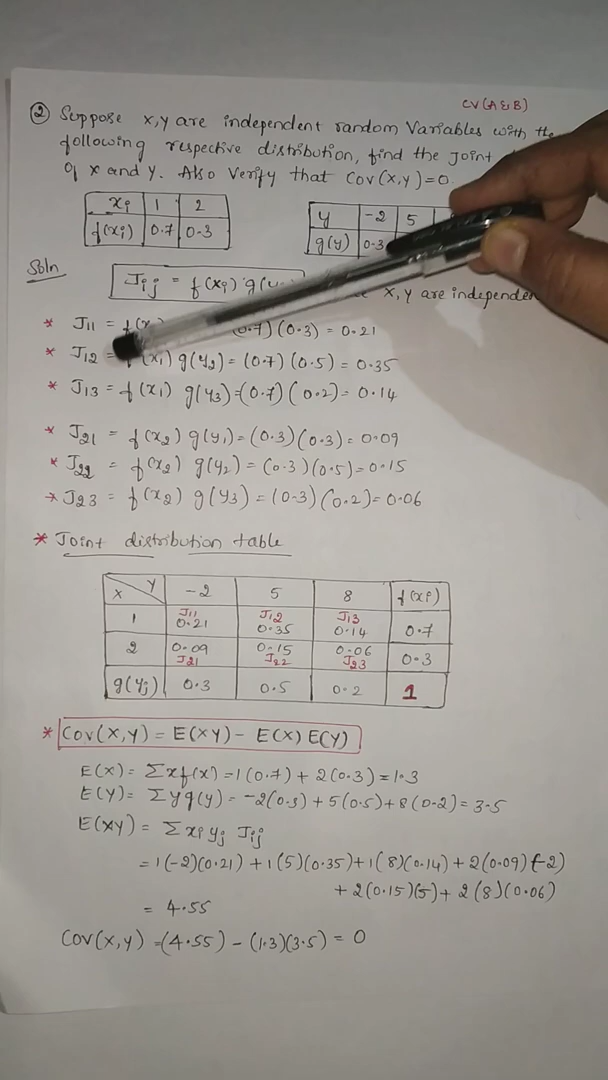 CV (A & B)
② Suppose x,y are independent random Variables with the
following respective distribution, find the Joint
of x and y. Also Verify that Cov(x,y)=0
xi 1 2
f(xi) 0.7 0.3
y -2 5
g(y) 0.3
Soln
Jij = f(xi) g(y
x,y are independen
* J11 = f(x (0.7)(0.3) = 0.21
* J12 = f(x1) g(y2) = (0.7)(0.5) = 0.35
* J13 = f(x1) g(y3) = (0.7)(0.2) = 0.14
* J21 = f(x2) g(y1) = (0.3)(0.3) = 0.09
* J22 = f(x2) g(y2) = (0.3)(0.5) = 0.15
→ J23 = f(x2) g(y3) = (0.3)(0.2) = 0.06
* Joint distribution table
X Y -2 5 8 f(xi)
1 J11 0.21 J12 0.35 J13 0.14 0.7
2 0.09 J21 0.15 J22 0.06 J23 0.3
g(yj) 0.3 0.5 0.2 1
* Cov(x,y) = E(XY) - E(X) E(Y)
E(X) = Σxf(x) = 1(0.7) + 2(0.3) = 1.3
E(Y) = Σyg(y) = -2(0.3) + 5(0.5) + 8(0.2) = 3.5
E(XY) = Σ xi yj Jij
= 1(-2)(0.21) + 1(5)(0.35) + 1(8)(0.14) + 2(0.09)(-2)
+ 2(0.15)(5) + 2(8)(0.06)
= 4.55
Cov(x,y) = (4.55) - (1.3)(3.5) = 0